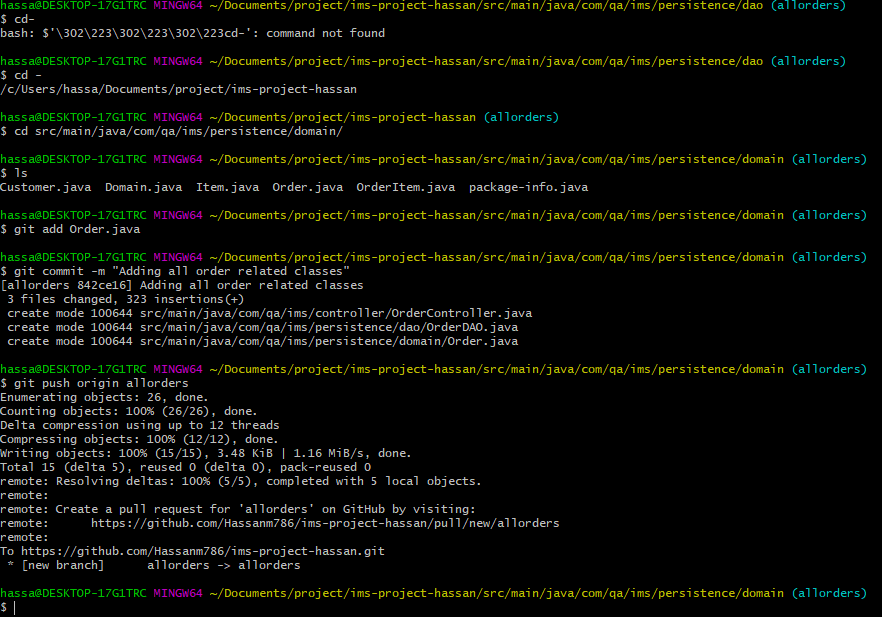 hassa@DESKTOP-17G1TRC MINGW64 ~/Documents/project/ims-project-hassan/src/main/java/com/qa/ims/persistence/dao (allorders)
$ cd-
bash: $'\302\223\302\223\302\223cd-': command not found
hassa@DESKTOP-17G1TRC MINGW64 ~/Documents/project/ims-project-hassan/src/main/java/com/qa/ims/persistence/dao (allorders)
$ cd -
/c/Users/hassa/Documents/project/ims-project-hassan
hassa@DESKTOP-17G1TRC MINGW64 ~/Documents/project/ims-project-hassan (allorders)
$ cd src/main/java/com/qa/ims/persistence/domain/
hassa@DESKTOP-17G1TRC MINGW64 ~/Documents/project/ims-project-hassan/src/main/java/com/qa/ims/persistence/domain (allorders)
$ ls
Customer.java  Domain.java  Item.java  Order.java  OrderItem.java  package-info.java
hassa@DESKTOP-17G1TRC MINGW64 ~/Documents/project/ims-project-hassan/src/main/java/com/qa/ims/persistence/domain (allorders)
$ git add Order.java
hassa@DESKTOP-17G1TRC MINGW64 ~/Documents/project/ims-project-hassan/src/main/java/com/qa/ims/persistence/domain (allorders)
$ git commit -m "Adding all order related classes"
[allorders 842ce16] Adding all order related classes
 3 files changed, 323 insertions(+)
 create mode 100644 src/main/java/com/qa/ims/controller/OrderController.java
 create mode 100644 src/main/java/com/qa/ims/persistence/dao/OrderDAO.java
 create mode 100644 src/main/java/com/qa/ims/persistence/domain/Order.java
hassa@DESKTOP-17G1TRC MINGW64 ~/Documents/project/ims-project-hassan/src/main/java/com/qa/ims/persistence/domain (allorders)
$ git push origin allorders
Enumerating objects: 26, done.
Counting objects: 100% (26/26), done.
Delta compression using up to 12 threads
Compressing objects: 100% (12/12), done.
Writing objects: 100% (15/15), 3.48 KiB | 1.16 MiB/s, done.
Total 15 (delta 5), reused 0 (delta 0), pack-reused 0
remote: Resolving deltas: 100% (5/5), completed with 5 local objects.
remote:
remote: Create a pull request for 'allorders' on GitHub by visiting:
remote:      https://github.com/Hassanm786/ims-project-hassan/pull/new/allorders
remote:
To https://github.com/Hassanm786/ims-project-hassan.git
 * [new branch]      allorders -> allorders
hassa@DESKTOP-17G1TRC MINGW64 ~/Documents/project/ims-project-hassan/src/main/java/com/qa/ims/persistence/domain (allorders)
$